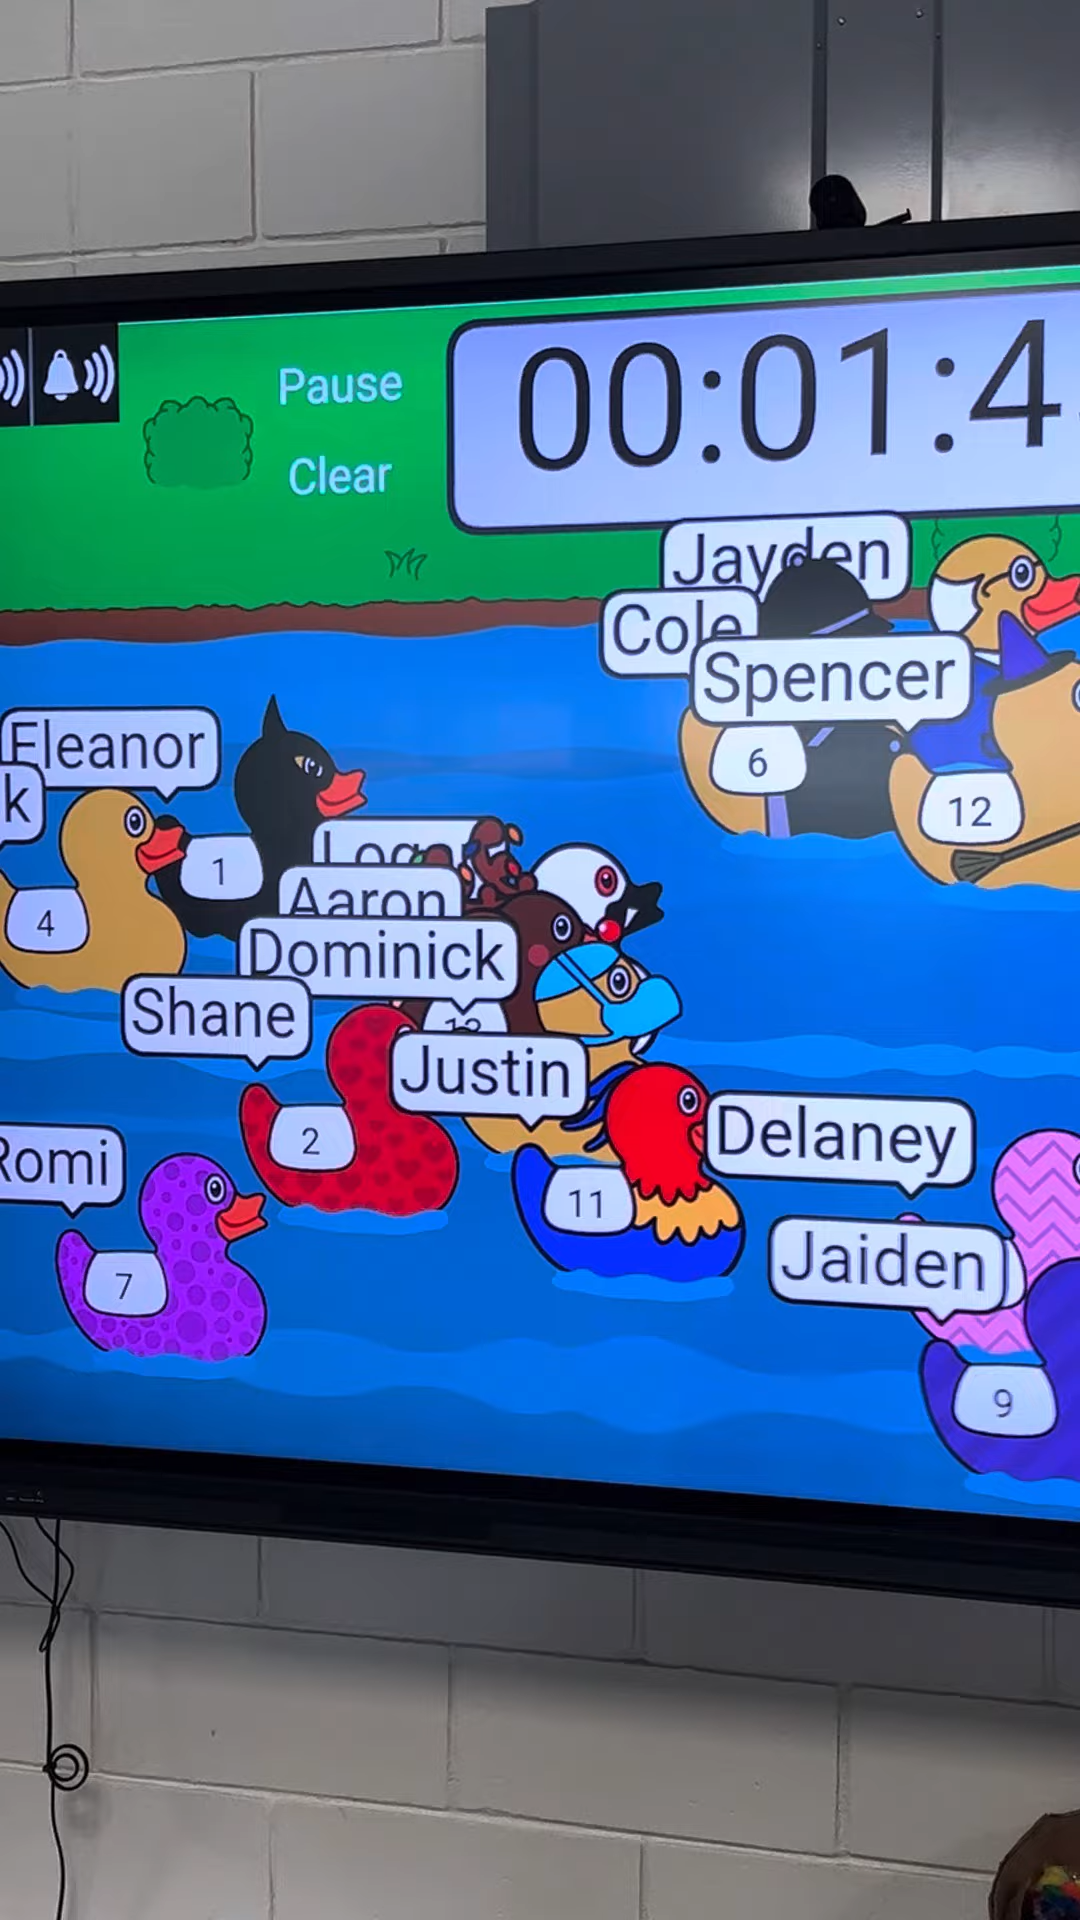 Pause
Clear
00:01:4
Jayden
Cole
Spencer
6
12
Eleanor
k
1
4
Aaron
Dominick
Shane
Justin
2
11
Delaney
Romi
Jaiden
7
9